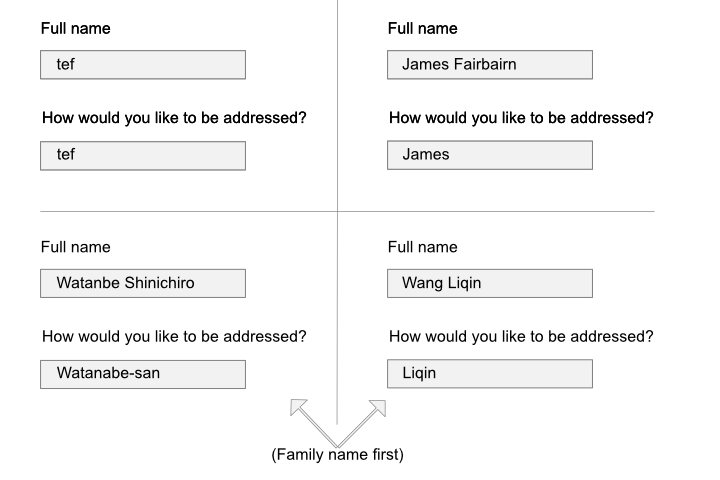 Full name
tef
How would you like to be addressed?
tef
Full name
James Fairbairn
How would you like to be addressed?
James
Full name
Watanbe Shinichiro
How would you like to be addressed?
Watanabe-san
Full name
Wang Liqin
How would you like to be addressed?
Liqin
(Family name first)